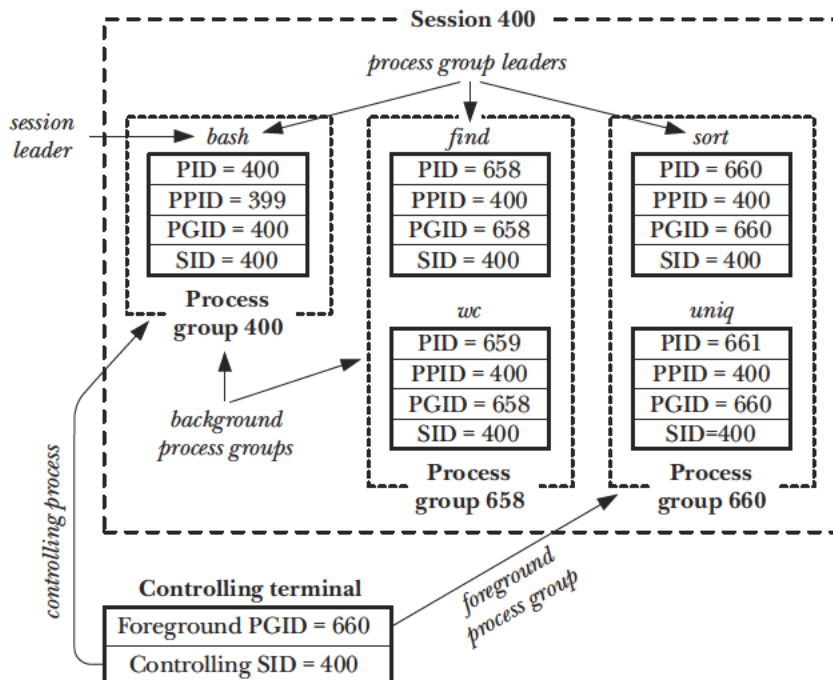 Session 400
process group leaders
session
leader
bash
PID = 400
PPID = 399
PGID = 400
SID = 400
Process
group 400
find
PID = 658
PPID = 400
PGID = 658
SID = 400
wc
PID = 659
PPID = 400
PGID = 658
SID = 400
Process
group 658
sort
PID = 660
PPID = 400
PGID = 660
SID = 400
uniq
PID = 661
PPID = 400
PGID = 660
SID=400
Process
group 660
background
process groups
controlling process
foreground
process group
Controlling terminal
Foreground PGID = 660
Controlling SID = 400